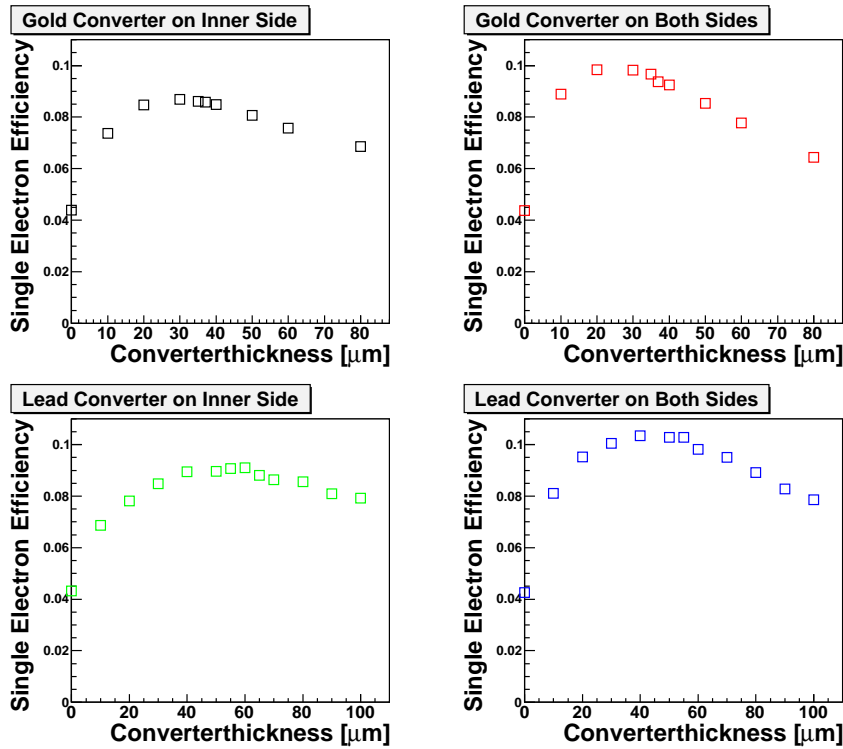 Gold Converter on Inner Side
Single Electron Efficiency
0.1
0.08
0.06
0.04
0.02
0
0 10 20 30 40 50 60 70 80
Converterthickness [μm]
Gold Converter on Both Sides
Single Electron Efficiency
0.1
0.08
0.06
0.04
0.02
0
0 10 20 30 40 50 60 70 80
Converterthickness [μm]
Lead Converter on Inner Side
Single Electron Efficiency
0.1
0.08
0.06
0.04
0.02
0
0 20 40 60 80 100
Converterthickness [μm]
Lead Converter on Both Sides
Single Electron Efficiency
0.1
0.08
0.06
0.04
0.02
0
0 20 40 60 80 100
Converterthickness [μm]